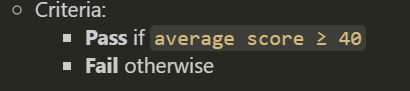 Criteria:
Pass if average score ≥ 40
Fail otherwise